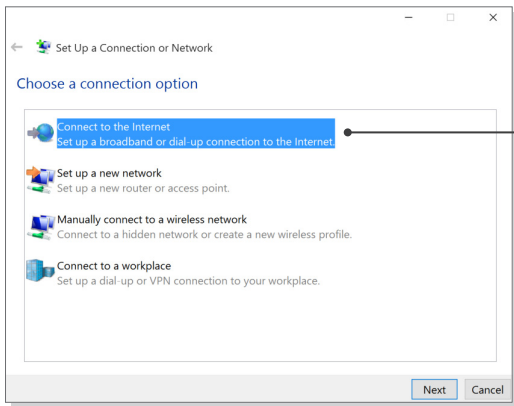 Set Up a Connection or Network
Choose a connection option
Connect to the Internet
Set up a broadband or dial-up connection to the Internet.
Set up a new network
Set up a new router or access point.
Manually connect to a wireless network
Connect to a hidden network or create a new wireless profile.
Connect to a workplace
Set up a dial-up or VPN connection to your workplace.
Next Cancel